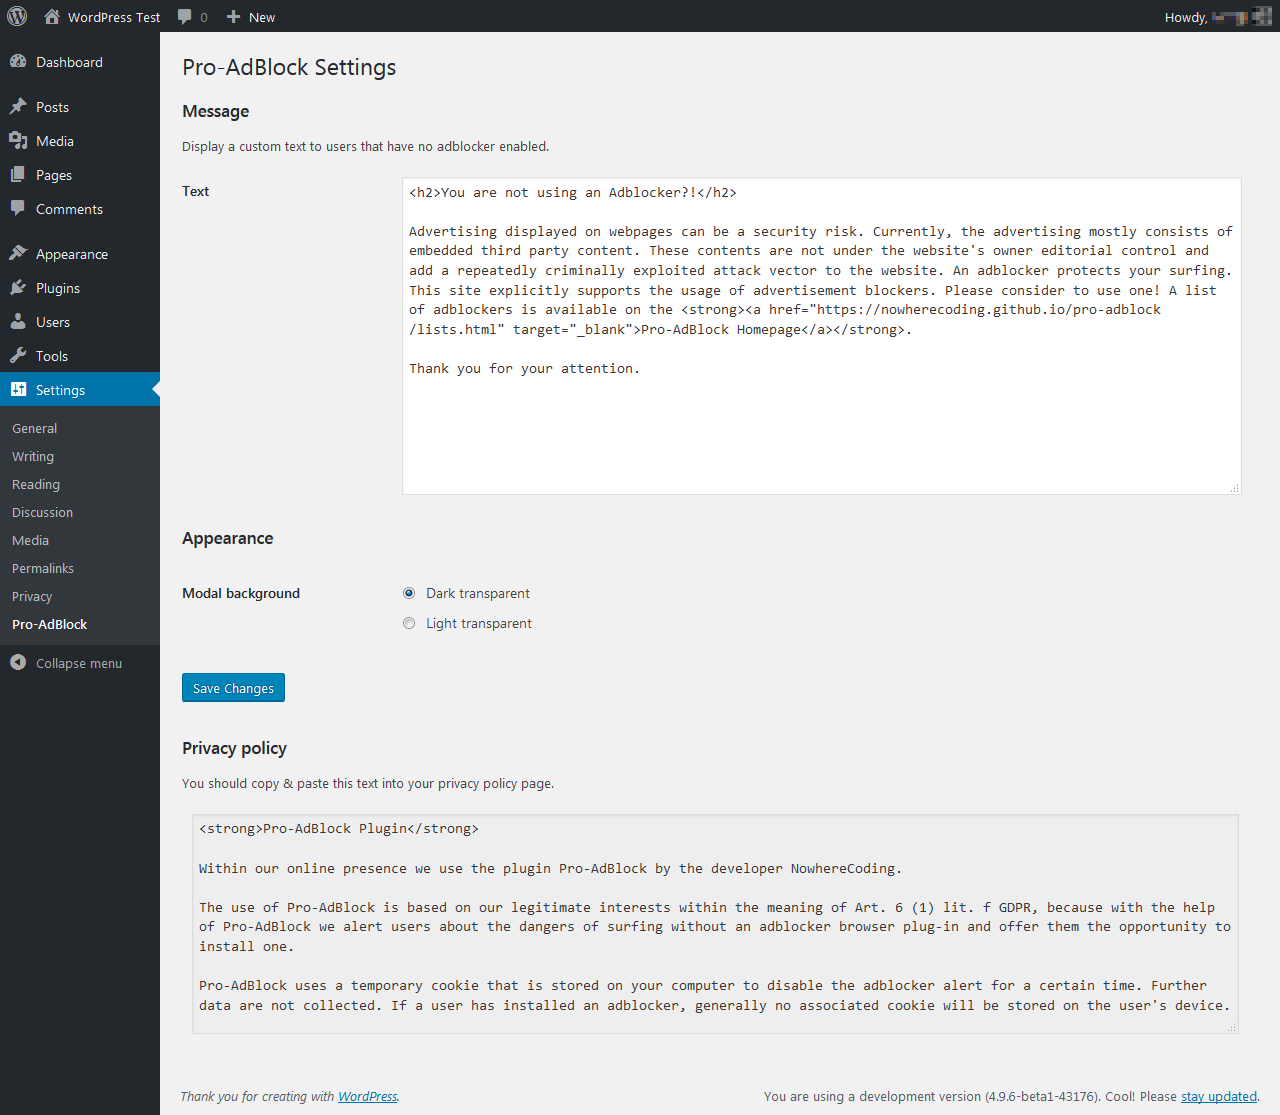 WordPress Test 0 New Howdy,
Dashboard
Posts
Media
Pages
Comments
Appearance
Plugins
Users
Tools
Settings
General
Writing
Reading
Discussion
Media
Permalinks
Privacy
Pro-AdBlock
Collapse menu
Pro-AdBlock Settings
Message
Display a custom text to users that have no adblocker enabled.
Text
<h2>You are not using an Adblocker?!</h2>
Advertising displayed on webpages can be a security risk. Currently, the advertising mostly consists of
embedded third party content. These contents are not under the website's owner editorial control and
add a repeatedly criminally exploited attack vector to the website. An adblocker protects your surfing.
This site explicitly supports the usage of advertisement blockers. Please consider to use one! A list
of adblockers is available on the <strong><a href="https://nowherecoding.github.io/pro-adblock
/lists.html" target="_blank">Pro-AdBlock Homepage</a></strong>.
Thank you for your attention.
Appearance
Modal background
Dark transparent
Light transparent
Save Changes
Privacy policy
You should copy & paste this text into your privacy policy page.
<strong>Pro-AdBlock Plugin</strong>
Within our online presence we use the plugin Pro-AdBlock by the developer NowhereCoding.
The use of Pro-AdBlock is based on our legitimate interests within the meaning of Art. 6 (1) lit. f GDPR, because with the help
of Pro-AdBlock we alert users about the dangers of surfing without an adblocker browser plug-in and offer them the opportunity to
install one.
Pro-AdBlock uses a temporary cookie that is stored on your computer to disable the adblocker alert for a certain time. Further
data are not collected. If a user has installed an adblocker, generally no associated cookie will be stored on the user's device.
Thank you for creating with WordPress.
You are using a development version (4.9.6-beta1-43176). Cool! Please stay updated.